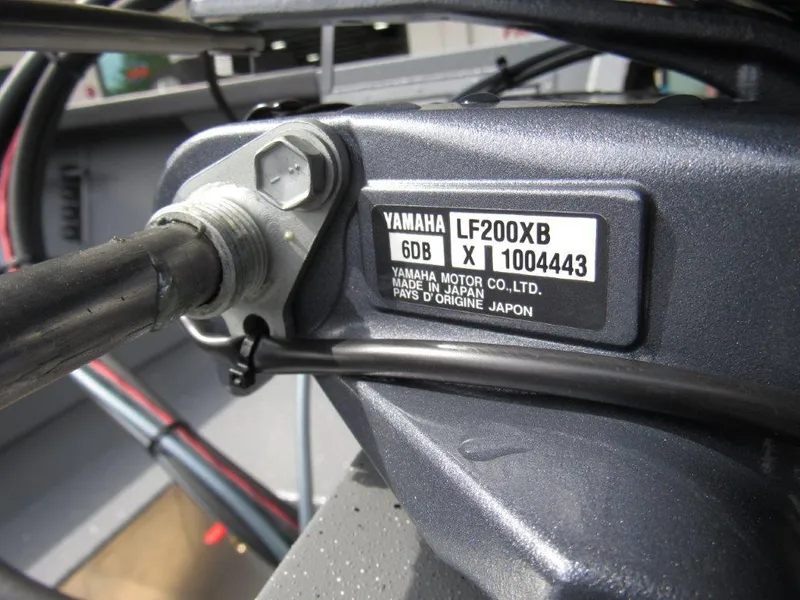 YAMAHA LF200XB
6DB X 1004443
YAMAHA MOTOR CO.,LTD.
MADE IN JAPAN
PAYS D'ORIGINE JAPON